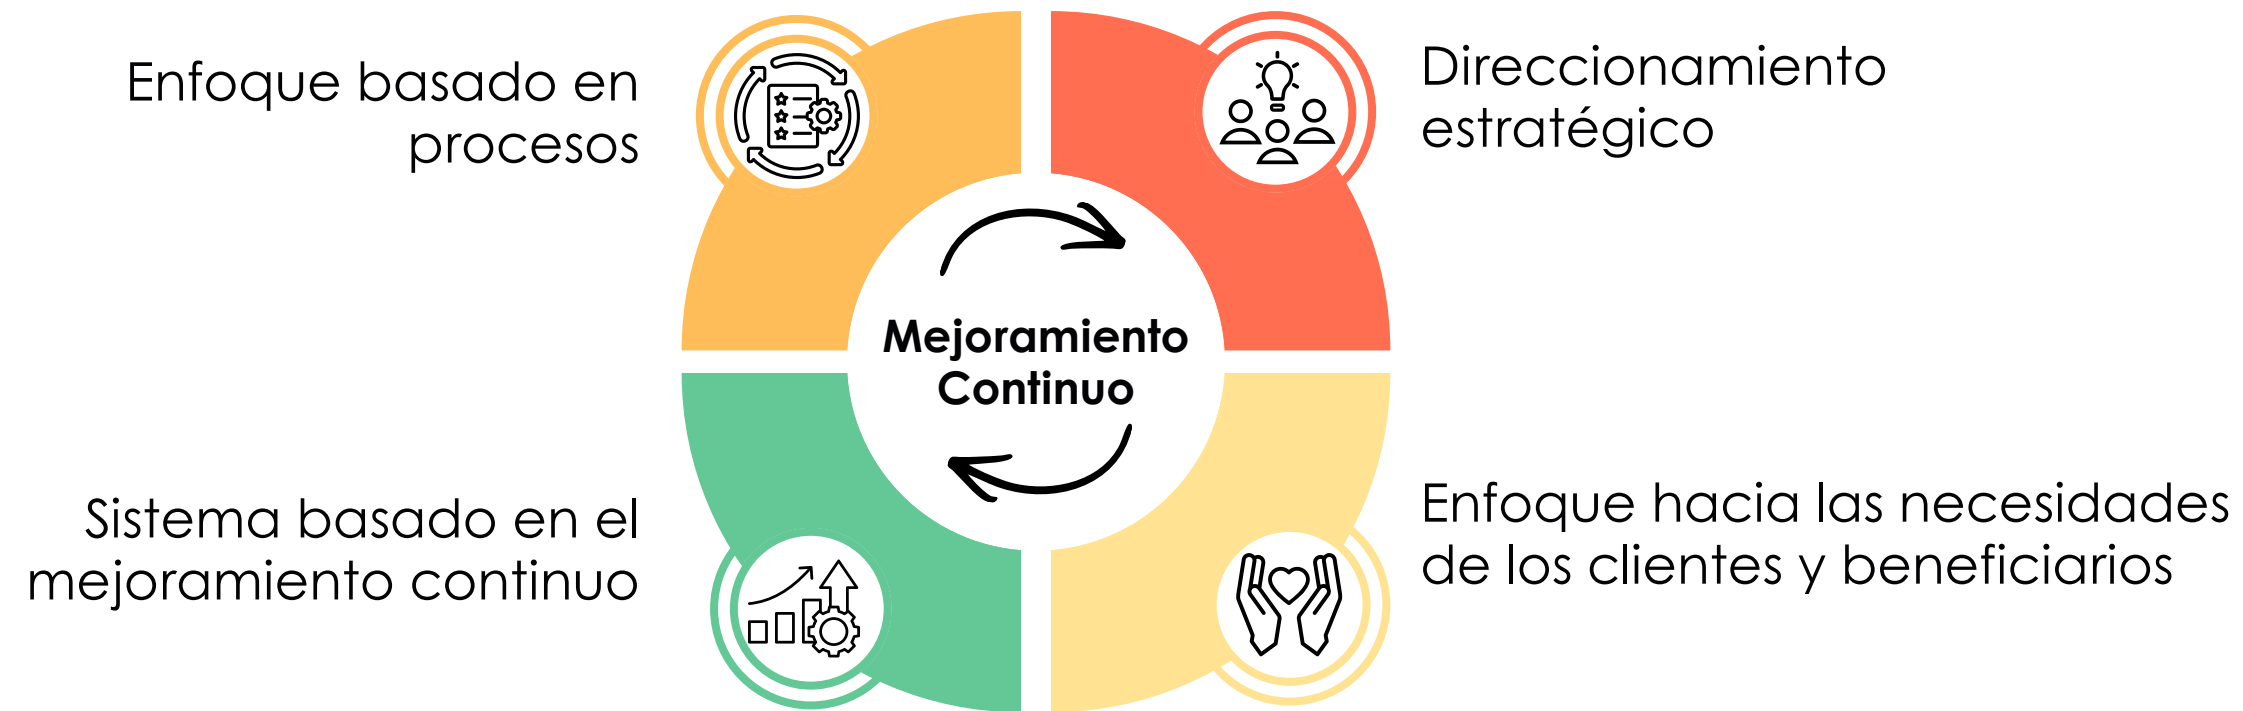 Enfoque basado en
procesos
Direccionamiento
estratégico
Mejoramiento
Continuo
Sistema basado en el
mejoramiento continuo
Enfoque hacia las necesidades
de los clientes y beneficiarios